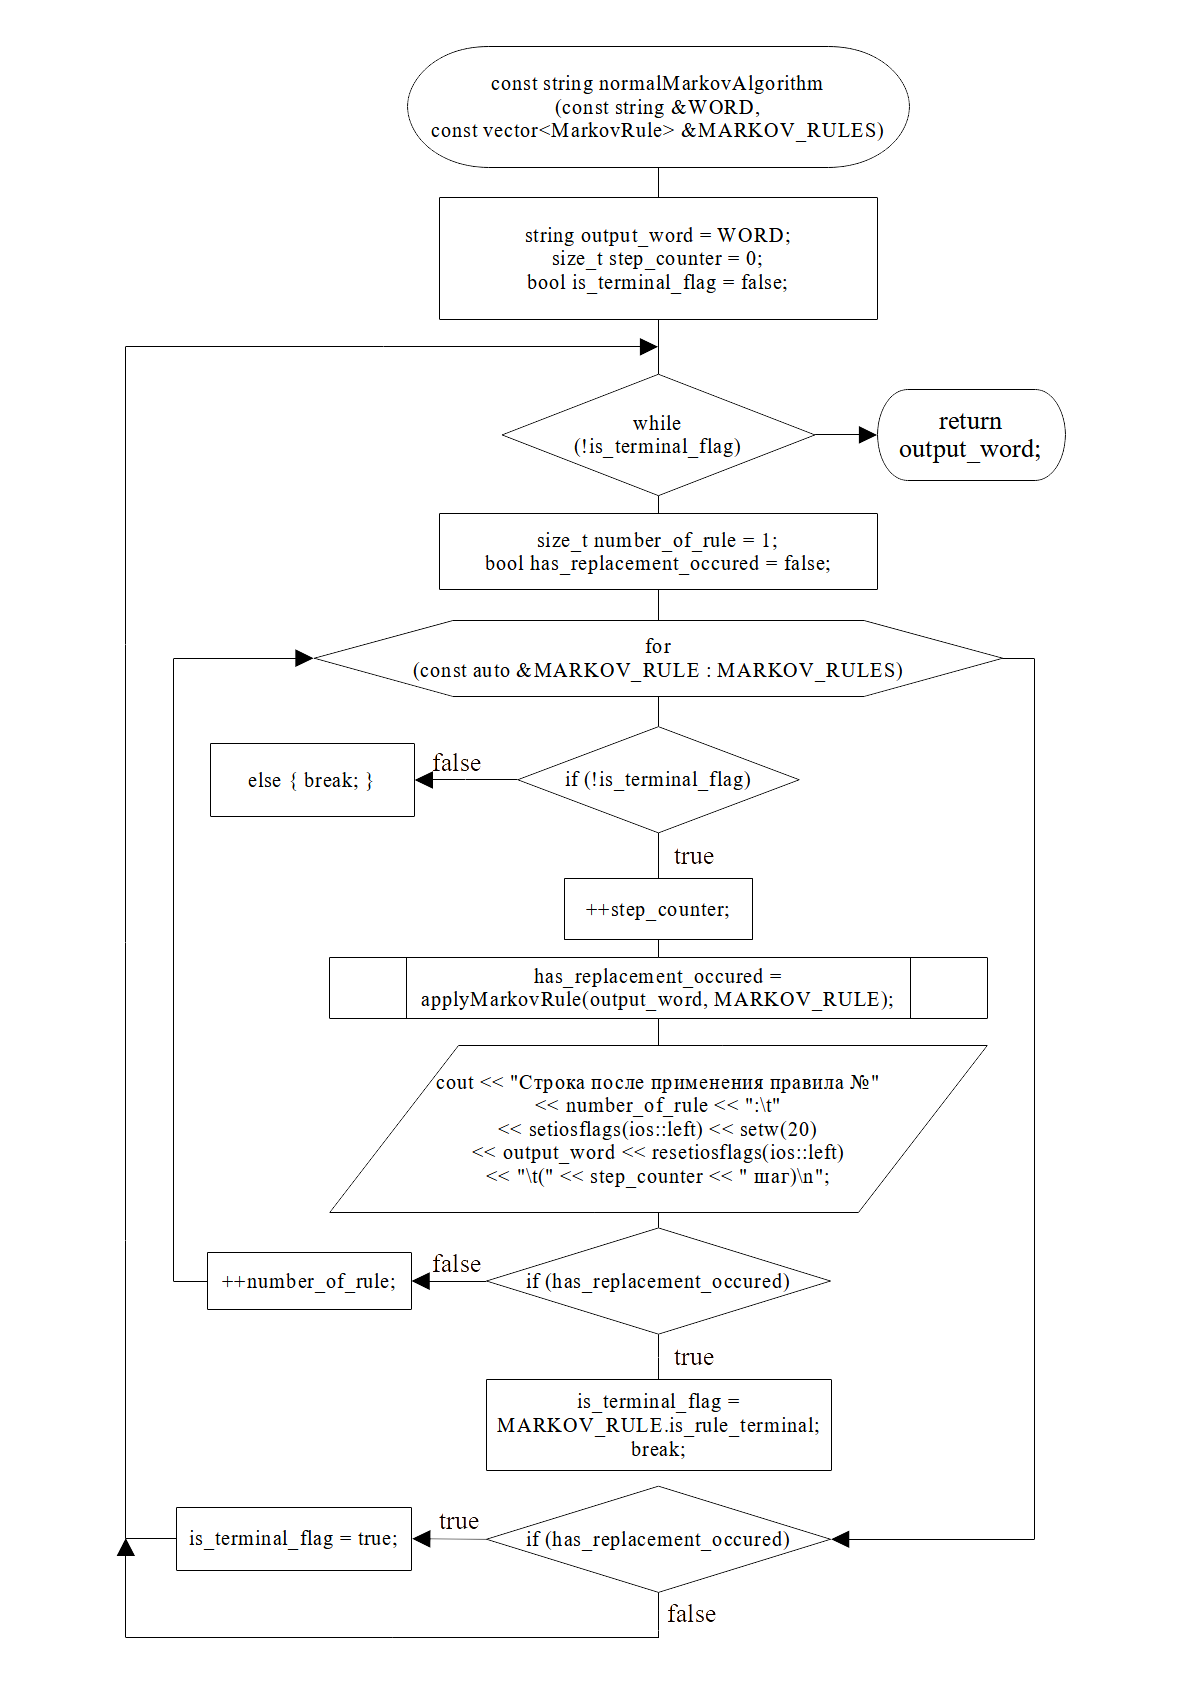 const string normalMarkovAlgorithm
(const string &WORD,
const vector<MarkovRule> &MARKOV_RULES)
string output_word = WORD;
size_t step_counter = 0;
bool is_terminal_flag = false;
while
(!is_terminal_flag)
return
output_word;
size_t number_of_rule = 1;
bool has_replacement_occured = false;
for
(const auto &MARKOV_RULE : MARKOV_RULES)
else { break; }
false
if (!is_terminal_flag)
true
++step_counter;
has_replacement_occured =
applyMarkovRule(output_word, MARKOV_RULE);
cout << "Строка после применения правила №"
<< number_of_rule << ":\t"
<< setiosflags(ios::left) << setw(20)
<< output_word << resetiosflags(ios::left)
<< "\t(" << step_counter << " шаг)\n";
++number_of_rule;
false
if (has_replacement_occured)
true
is_terminal_flag =
MARKOV_RULE.is_rule_terminal;
break;
is_terminal_flag = true;
true
if (has_replacement_occured)
false